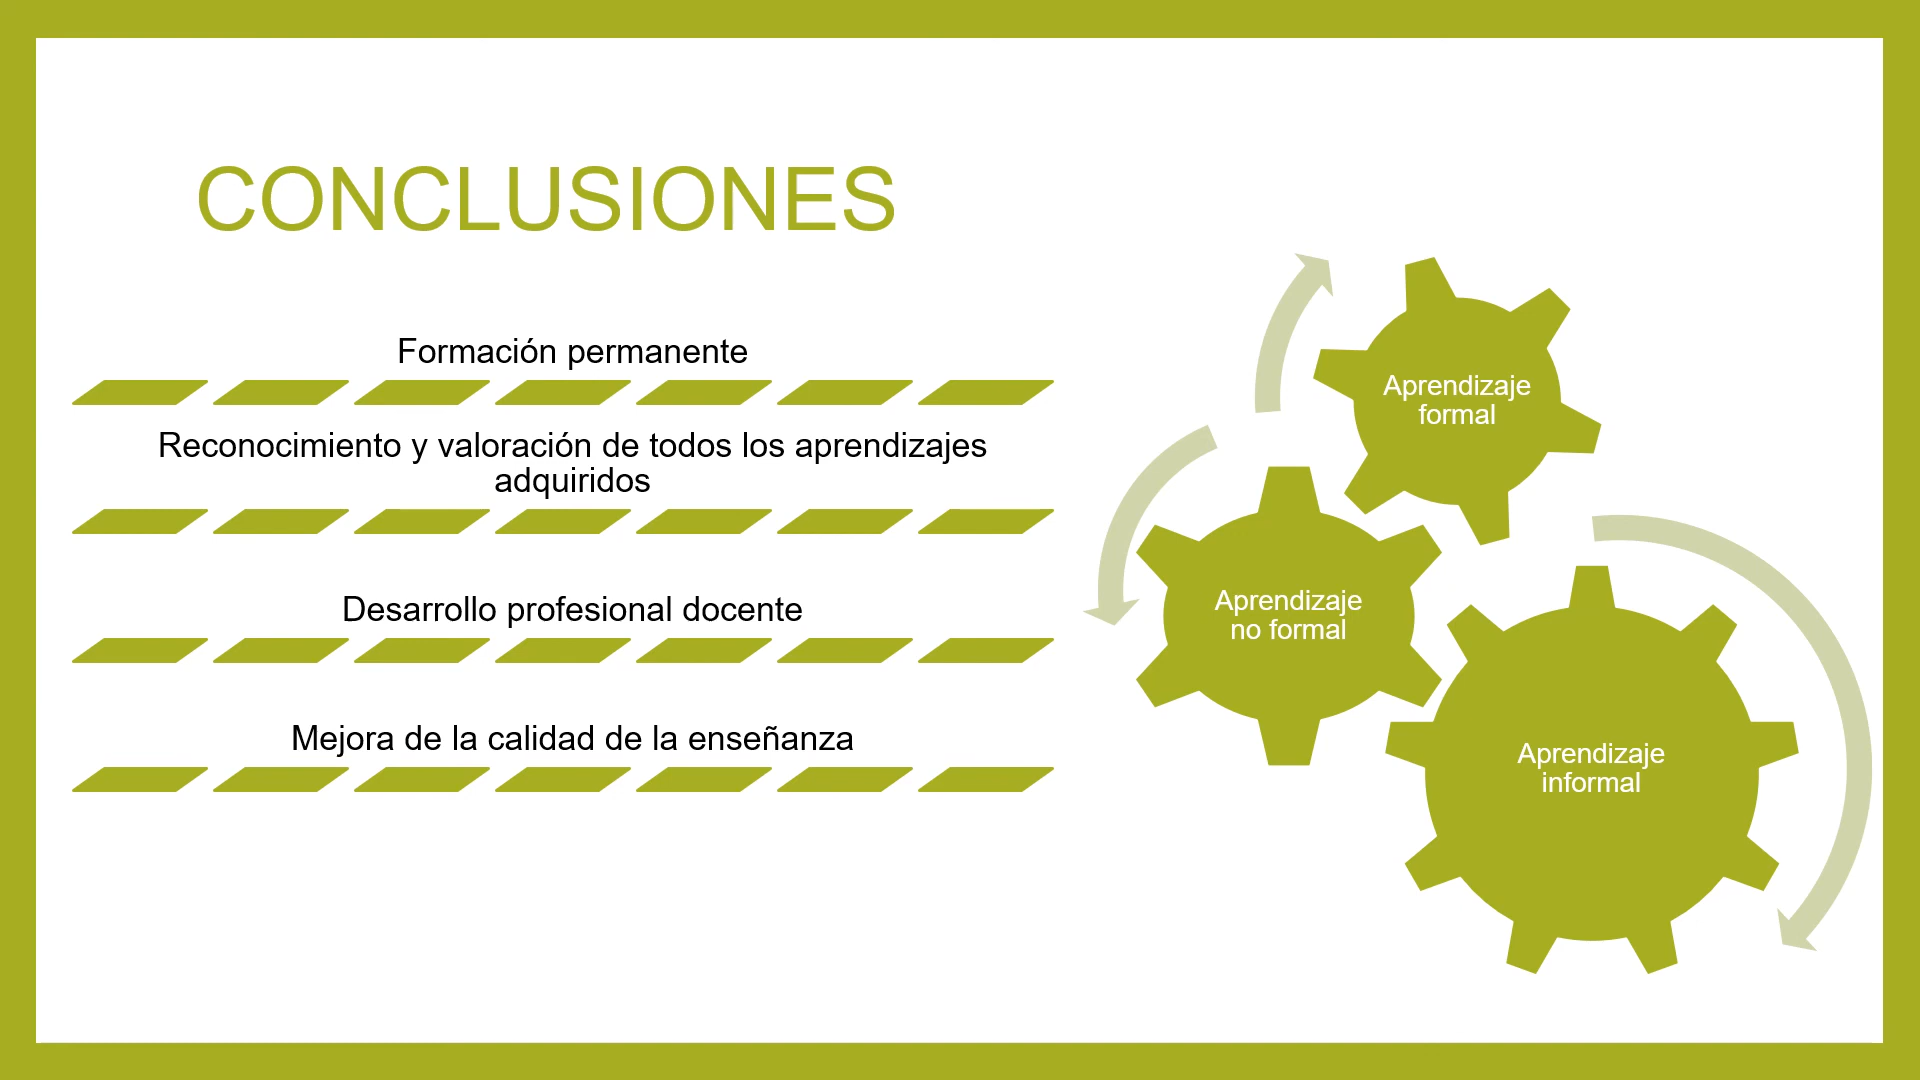 CONCLUSIONES
Formación permanente
Reconocimiento y valoración de todos los aprendizajes
adquiridos
Desarrollo profesional docente
Mejora de la calidad de la enseñanza
Aprendizaje
formal
Aprendizaje
no formal
Aprendizaje
informal